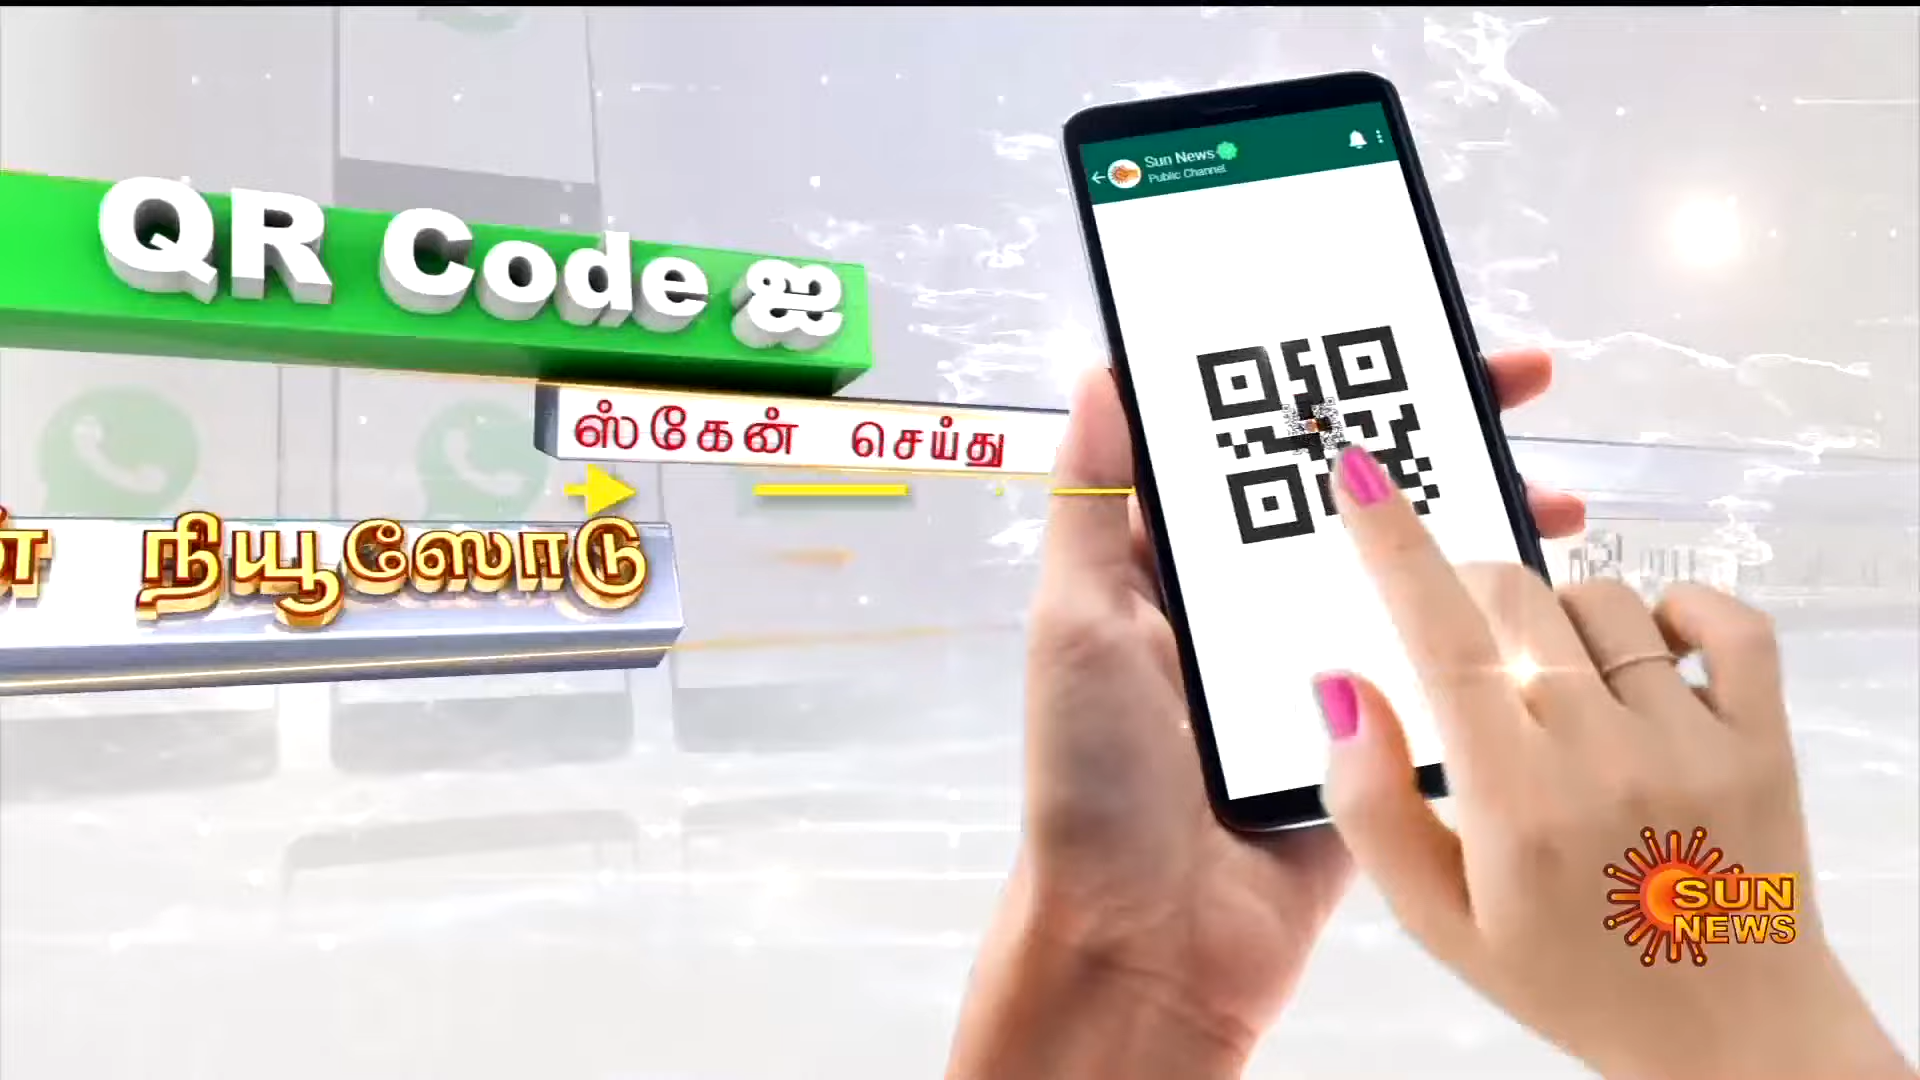 QR Code ஐ
ஸ்கேன் செய்து
நியூஸோடு
Sun News
Public Channel
SUN
NEWS